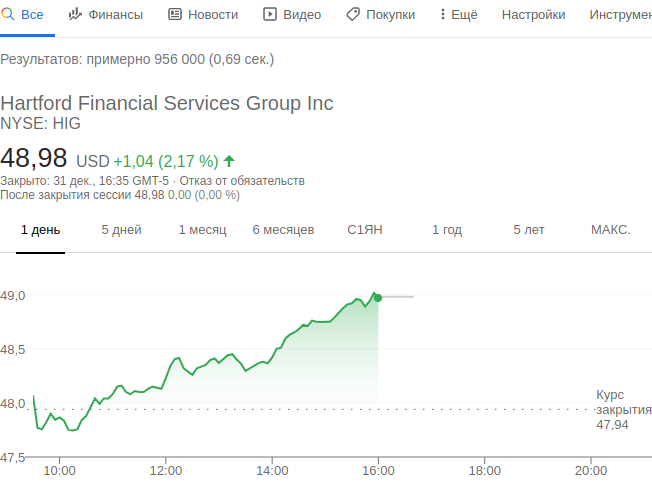 Все Финансы Новости Видео Покупки Ещё Настройки Инструмен
Результатов: примерно 956 000 (0,69 сек.)
Hartford Financial Services Group Inc
NYSE: HIG
48,98 USD +1,04 (2,17 %)
Закрыто: 31 дек., 16:35 GMT-5 · Отказ от обязательств
После закрытия сессии 48,98 0,00 (0,00 %)
1 день 5 дней 1 месяц 6 месяцев С1ЯН 1 год 5 лет МАКС.
49,0
48,5
48,0
47,5
Курс
закрытия
47,94
10:00 12:00 14:00 16:00 18:00 20:00